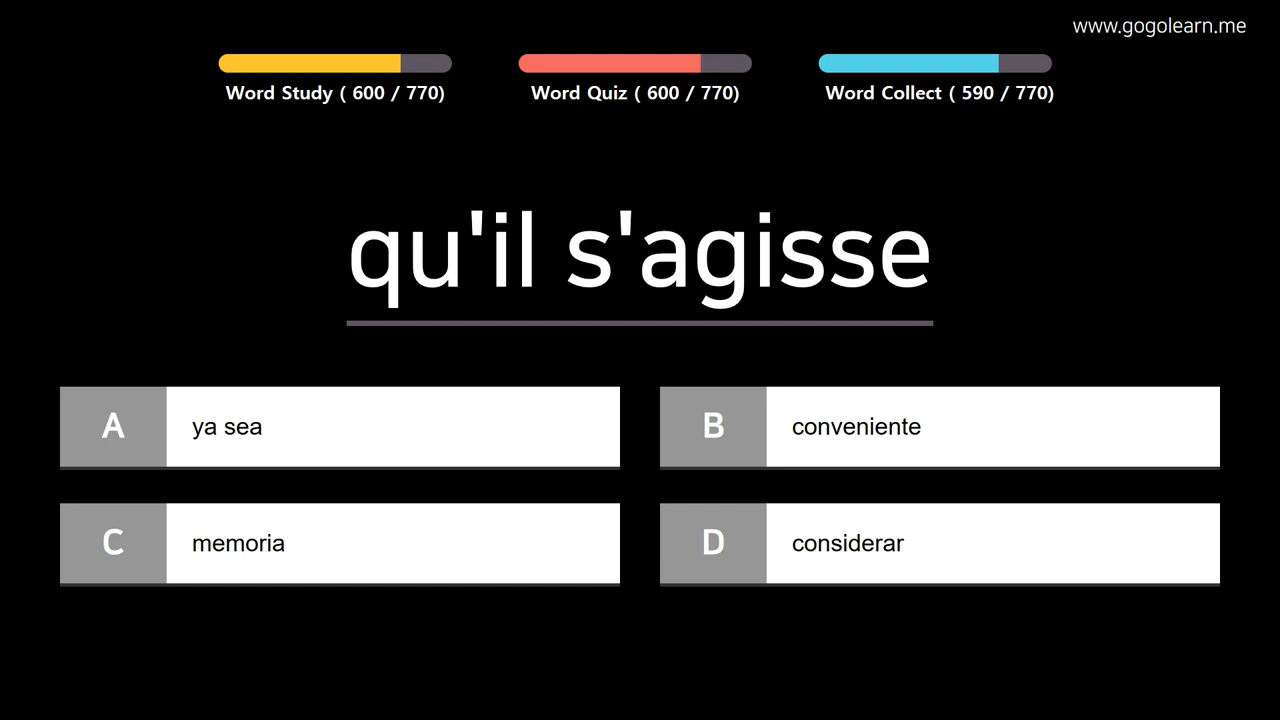 www.gogolearn.me
Word Study ( 600 / 770)
Word Quiz ( 600 / 770)
Word Collect ( 590 / 770)
qu'il s'agisse
A ya sea
B conveniente
C memoria
D considerar